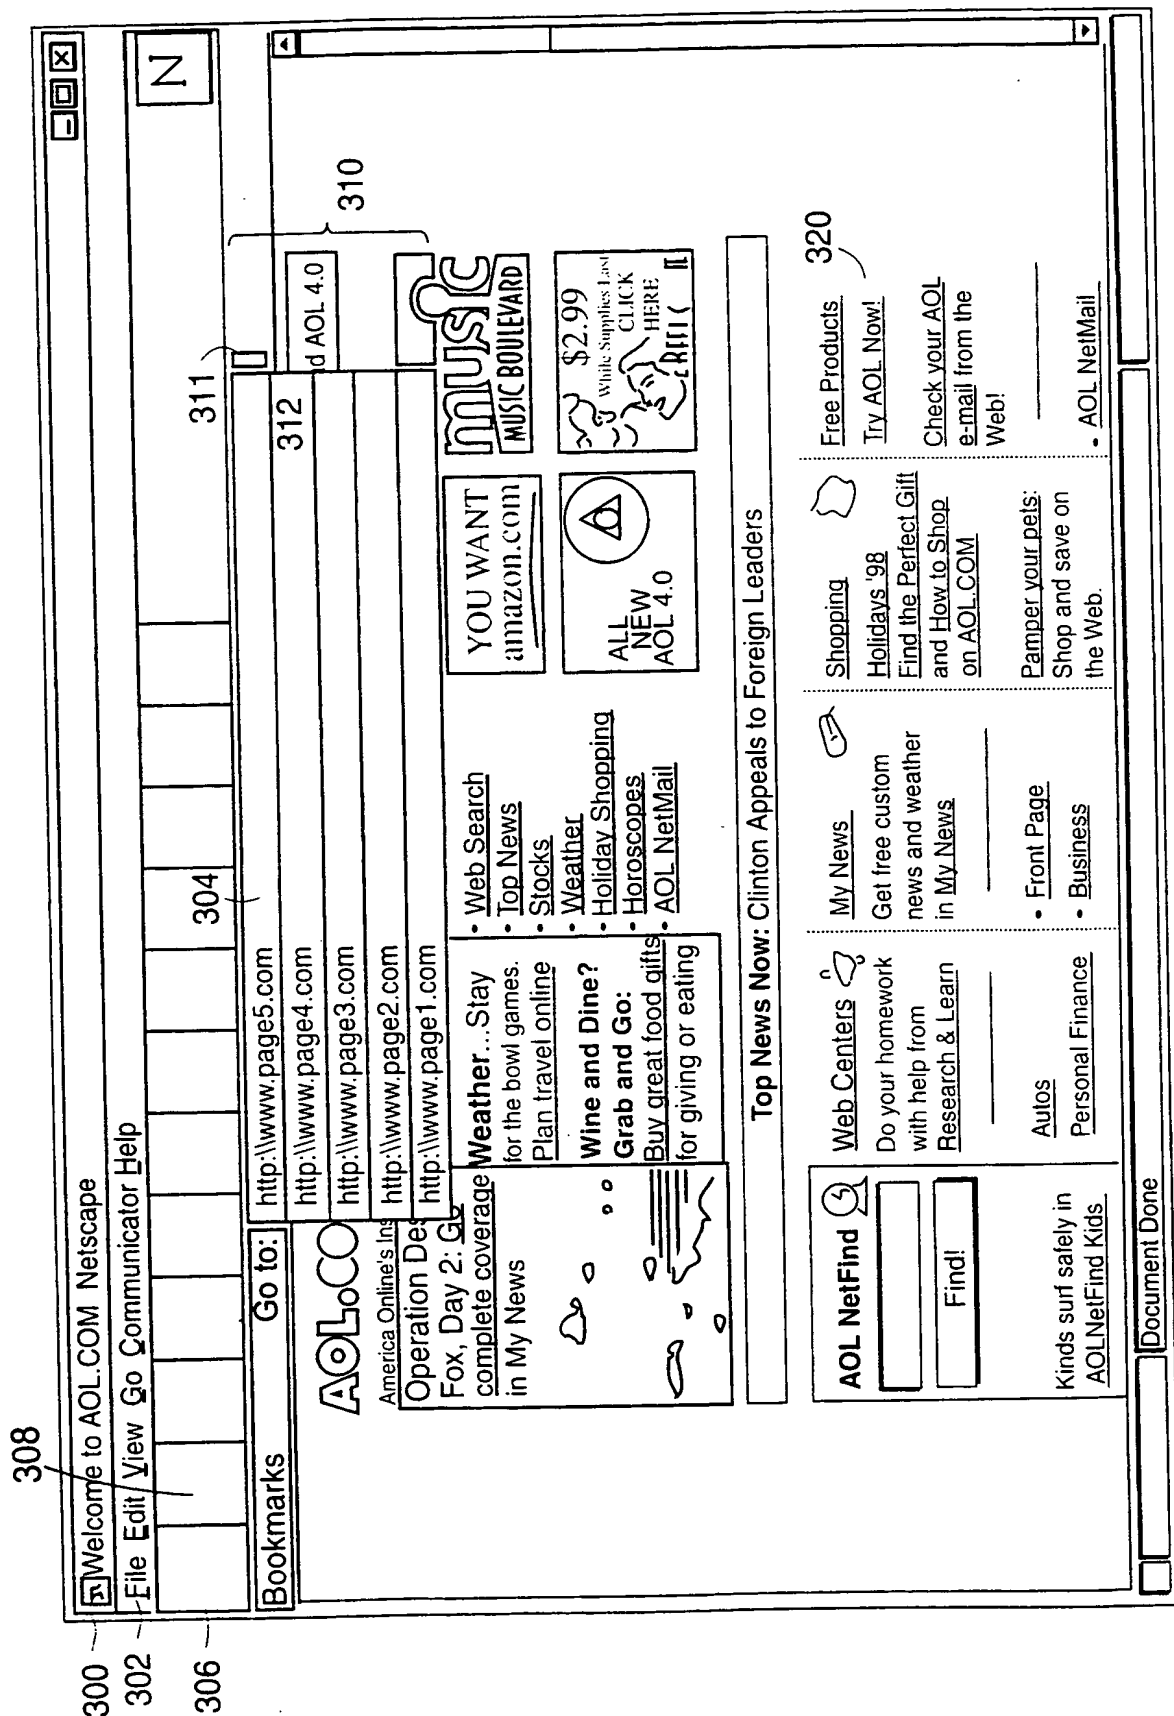 308
300
Welcome to AOL.COM Netscape
302
File Edit View Go Communicator Help
N
306
304
311
Bookmarks
Go to:
http:\\www.page5.com
http:\\www.page4.com
312
http:\\www.page3.com
http:\\www.page2.com
http:\\www.page1.com
310
d AOL 4.0
AOL.CO
America Online's Ins
Operation Des
Fox, Day 2: Go
complete coverage
in My News
Weather...Stay
for the bowl games.
Plan travel online
Wine and Dine?
Grab and Go:
Buy great food gifts
for giving or eating
• Web Search
• Top News
• Stocks
• Weather
• Holiday Shopping
• Horoscopes
• AOL NetMail
YOU WANT
amazon.com
music
MUSIC BOULEVARD
ALL
NEW
AOL 4.0
$2.99
While Supplies Last
CLICK
HERE
Top News Now: Clinton Appeals to Foreign Leaders
AOL NetFind
Find!
Kinds surf safely in
AOLNetFind Kids
Web Centers
Do your homework
with help from
Research & Learn
Autos
Personal Finance
My News
Get free custom
news and weather
in My News
• Front Page
• Business
Shopping
Holidays '98
Find the Perfect Gift
and How to Shop
on AOL.COM
Pamper your pets:
Shop and save on
the Web.
320
Free Products
Try AOL Now!
Check your AOL
e-mail from the
Web!
• AOL NetMail
Document Done